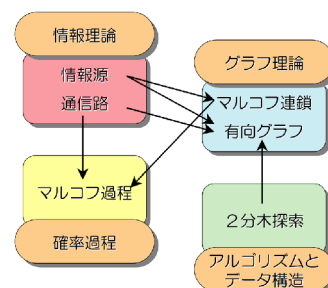 情報理論
情報源
通信路
グラフ理論
マルコフ連鎖
有向グラフ
マルコフ過程
確率過程
2分木探索
アルゴリズムと
データ構造